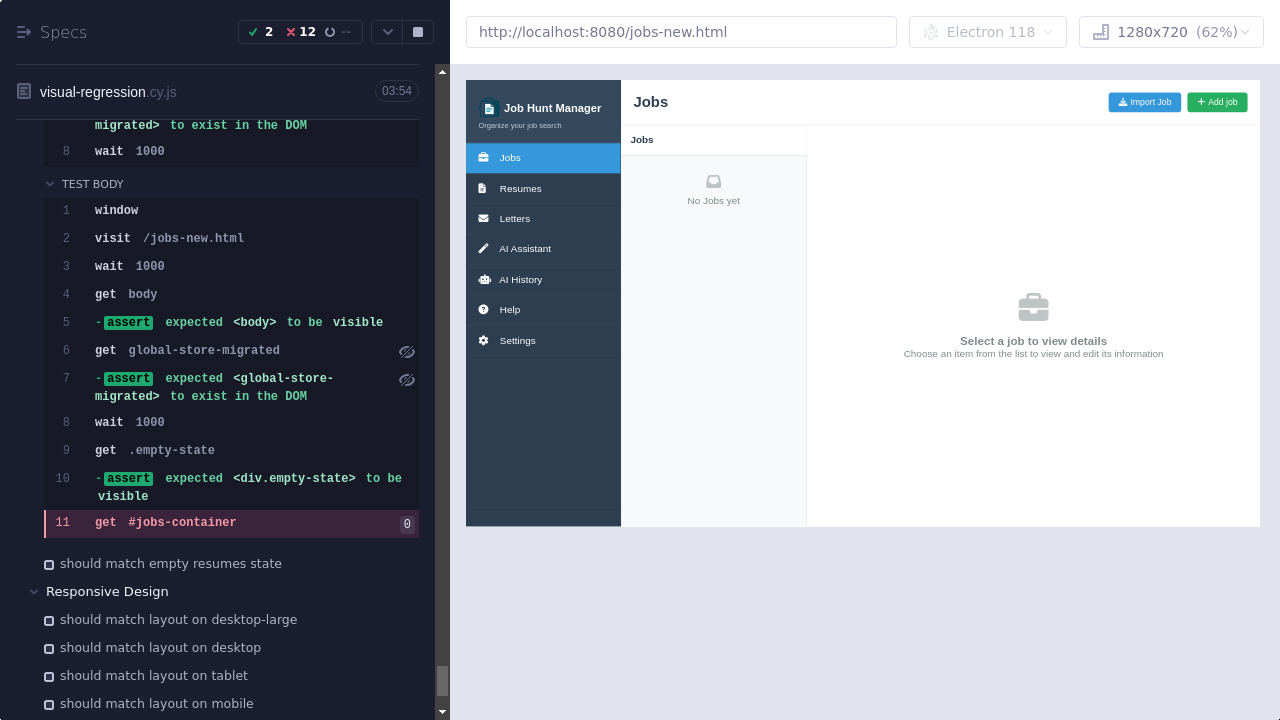 Specs
2
12
--
visual-regression.cy.js
03:54
migrated> to exist in the DOM
8 wait 1000
TEST BODY
1 window
2 visit /jobs-new.html
3 wait 1000
4 get body
5 -assert expected <body> to be visible
6 get global-store-migrated
7 -assert expected <global-store-
migrated> to exist in the DOM
8 wait 1000
9 get .empty-state
10 -assert expected <div.empty-state> to be
visible
11 get #jobs-container 0
should match empty resumes state
Responsive Design
should match layout on desktop-large
should match layout on desktop
should match layout on tablet
should match layout on mobile
http://localhost:8080/jobs-new.html
Electron 118
1280x720 (62%)
Job Hunt Manager
Organize your job search
Jobs
Resumes
Letters
AI Assistant
AI History
Help
Settings
Jobs
Import Job
Add job
Jobs
No Jobs yet
Select a job to view details
Choose an item from the list to view and edit its information